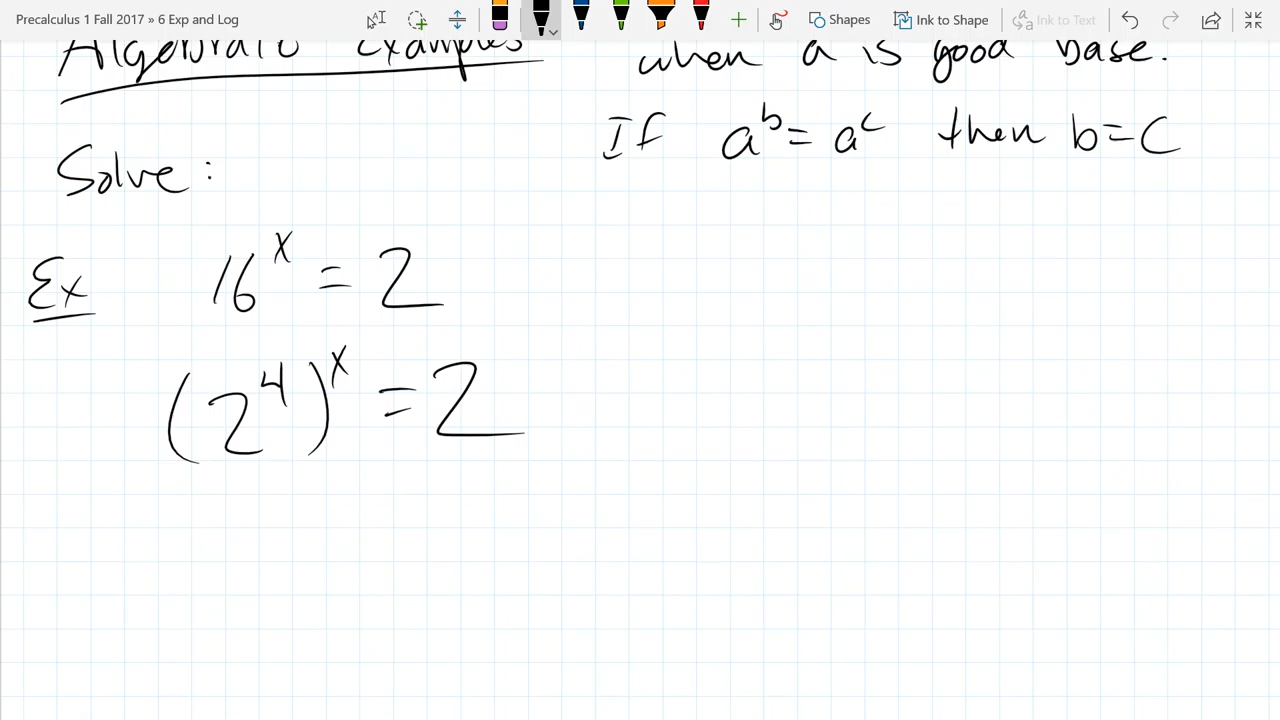 Precalculus 1 Fall 2017 » 6 Exp and Log
Shapes
Ink to Shape
Ink to Text
Algebraic Examples
when a is good base.
If a^b = a^c then b = c
Solve:
Ex 16^x = 2
(2^4)^x = 2